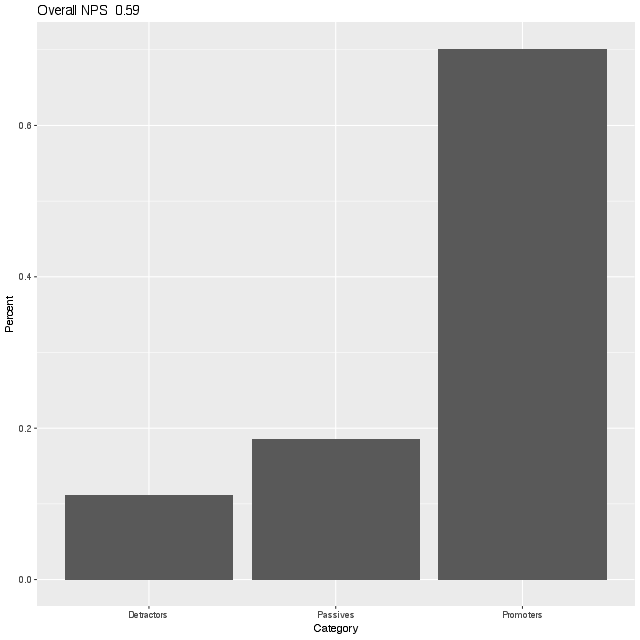 Overall NPS  0.59
Percent
0.6
0.4
0.2
0.0
Detractors
Passives
Promoters
Category